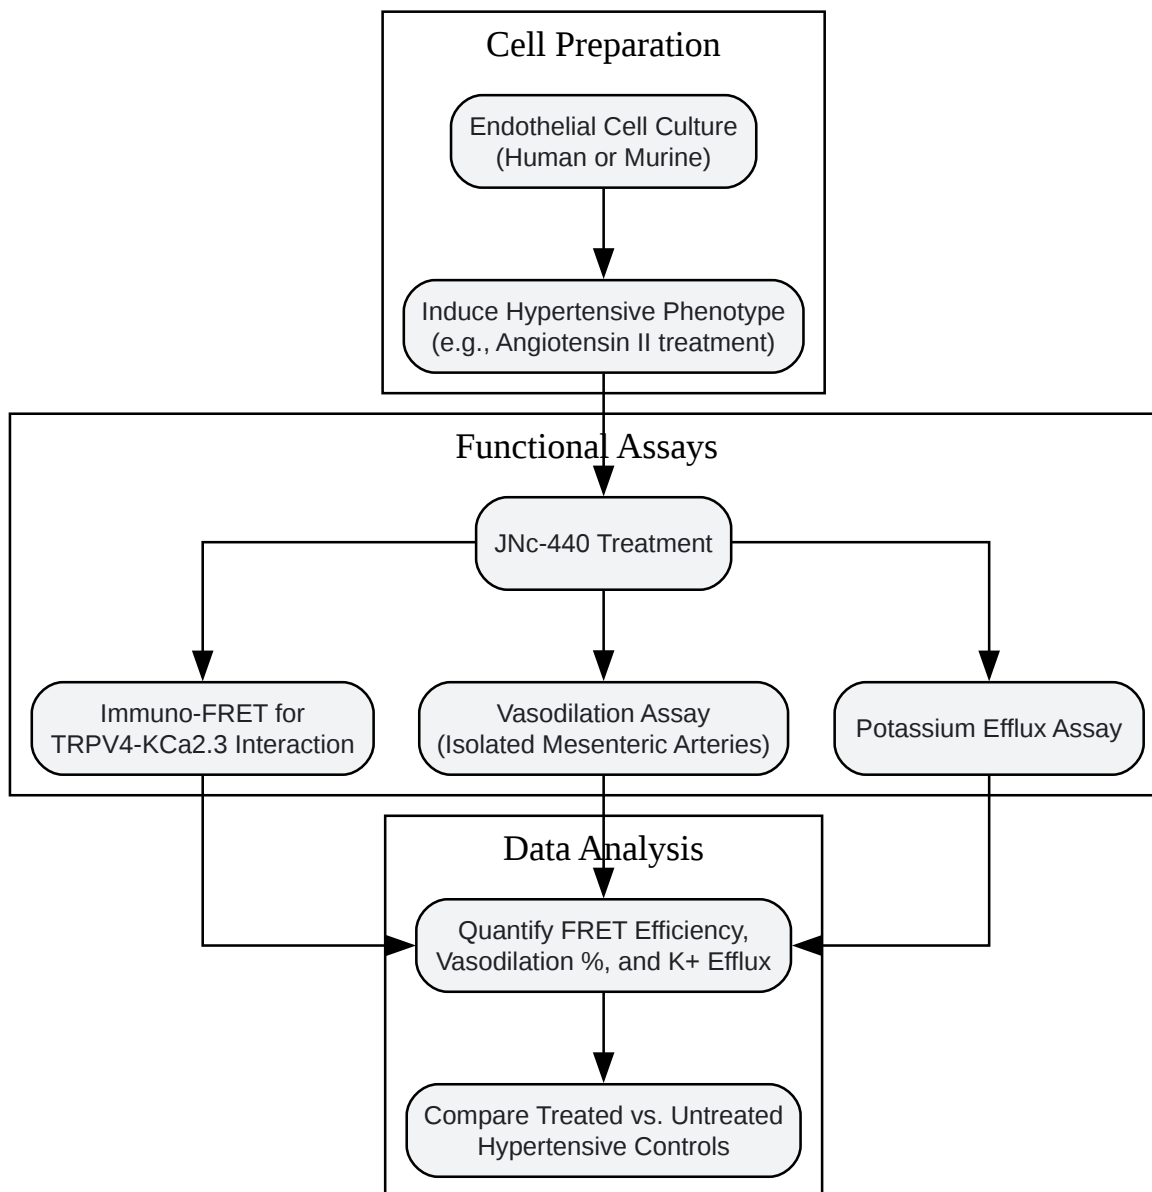 Cell Preparation
Endothelial Cell Culture
(Human or Murine)
Induce Hypertensive Phenotype
(e.g., Angiotensin II treatment)
Functional Assays
JNc-440 Treatment
Immuno-FRET for
TRPV4-KCa2.3 Interaction
Vasodilation Assay
(Isolated Mesenteric Arteries)
Potassium Efflux Assay
Data Analysis
Quantify FRET Efficiency,
Vasodilation %, and K+ Efflux
Compare Treated vs. Untreated
Hypertensive Controls